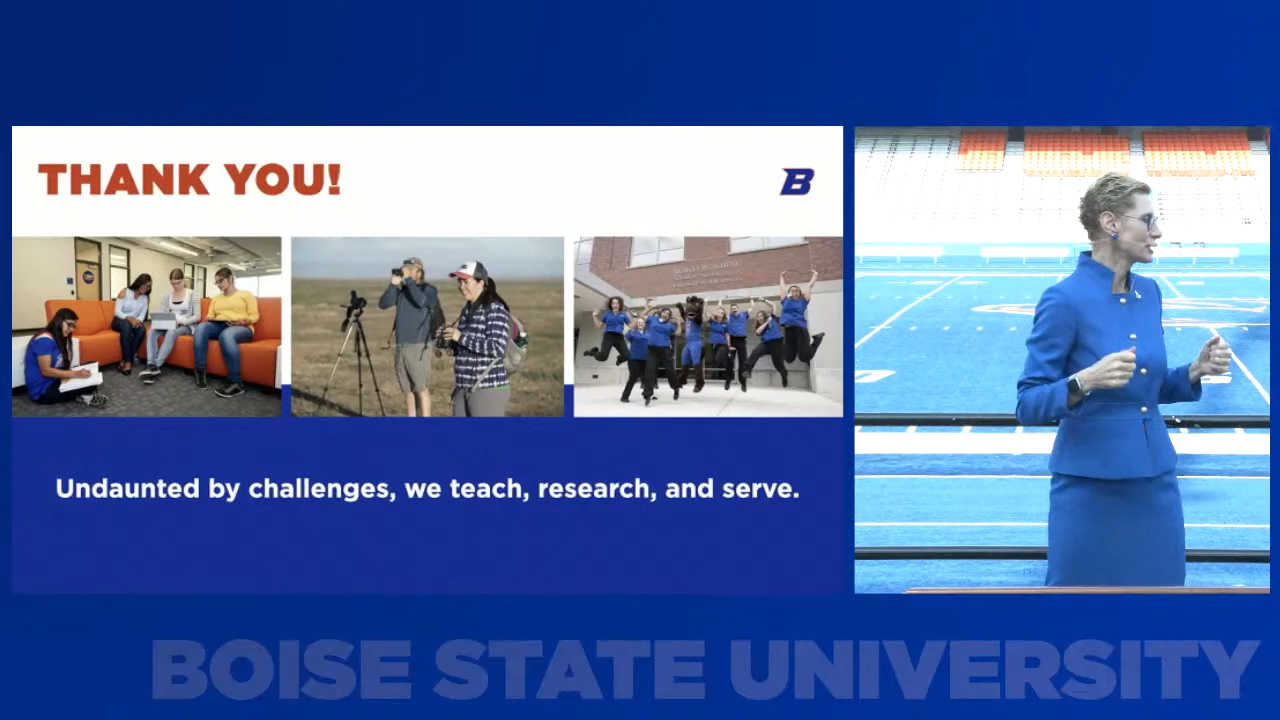 THANK YOU!
B
Undaunted by challenges, we teach, research, and serve.
BOISE STATE UNIVERSITY